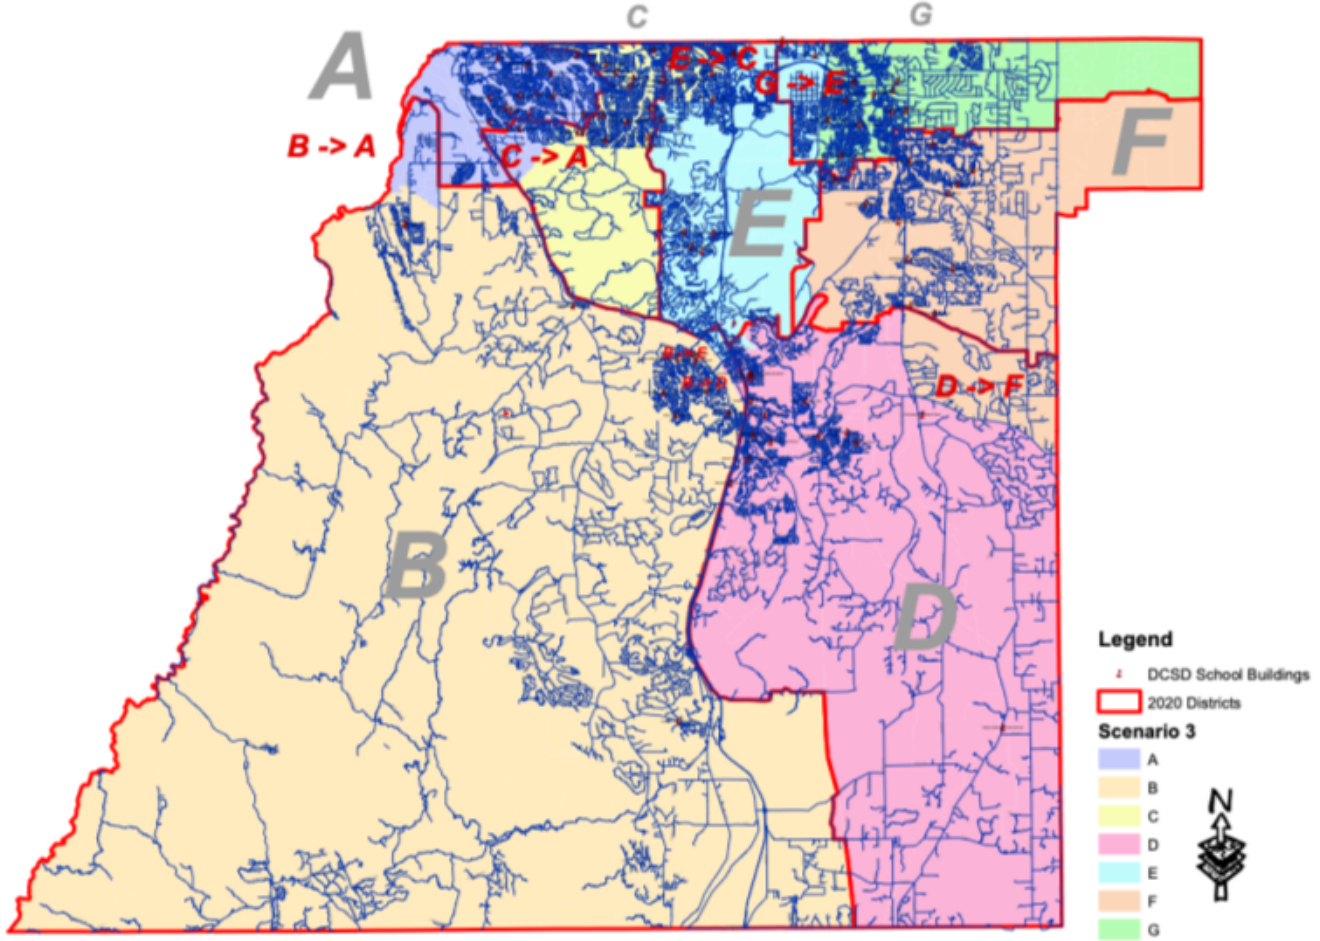 C
G
A
B -> C
G -> E
F
B -> A
C -> A
E
D -> F
B
D
Legend
DCSD School Buildings
2020 Districts
Scenario 3
A
B
C
D
E
F
G
N